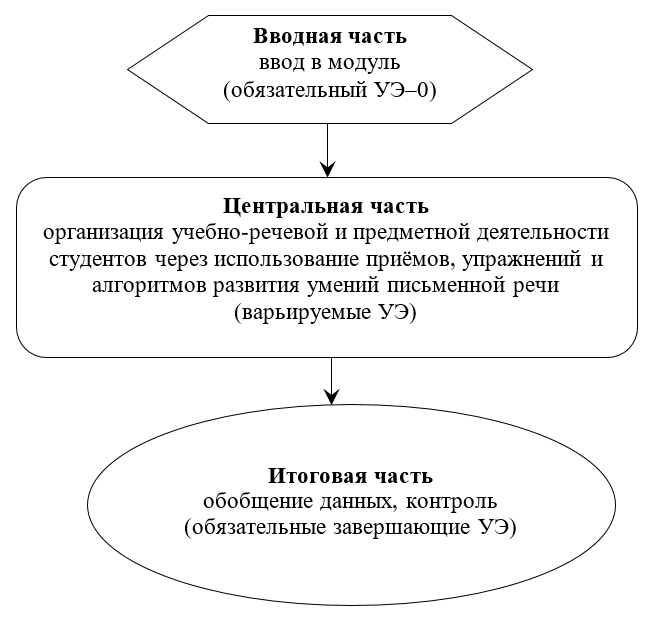 Вводная часть
ввод в модуль
(обязательный УЭ–0)
Центральная часть
организация учебно-речевой и предметной деятельности
студентов через использование приёмов, упражнений и
алгоритмов развития умений письменной речи
(варьируемые УЭ)
Итоговая часть
обобщение данных, контроль
(обязательные завершающие УЭ)